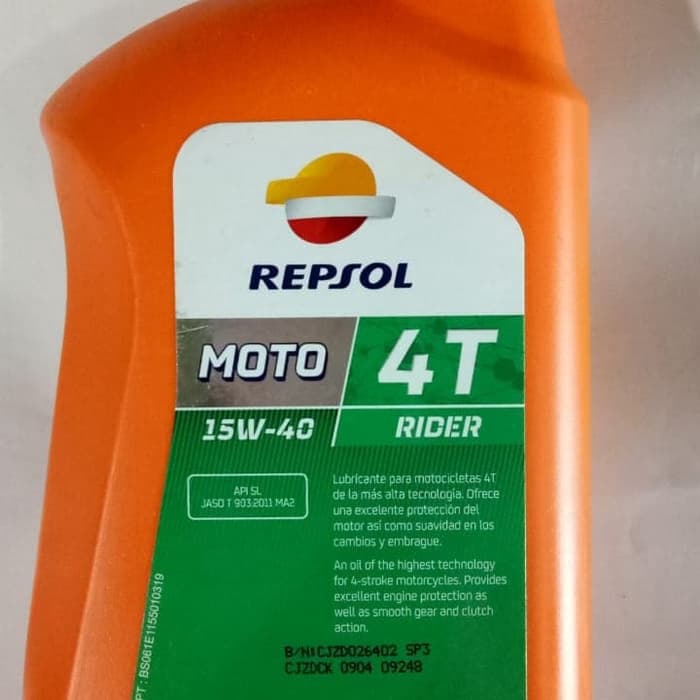 REPSOL
MOTO 4T
15W-40 RIDER
API SL
JASO T 903:2011 MA2
Lubricante para motocicletas 4T
de la más alta tecnología. Ofrece
una excelente protección del
motor así como suavidad en los
cambios y embrague.
An oil of the highest technology
for 4-stroke motorcycles. Provides
excellent engine protection as
well as smooth gear and clutch
action.
B/N:CJZD026402 SP3
CJZDCK 0904 09248
PT : BS061E1155010319